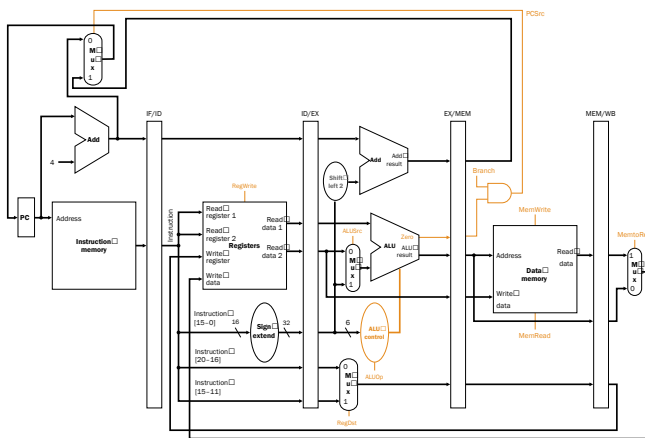 PCSrc
0
M
u
x
1
IF/ID
ID/EX
EX/MEM
MEM/WB
Add
4
Add
Add
result
Shift
left 2
Branch
RegWrite
MemWrite
PC
Address
Instruction
memory
Instruction
Read
register 1
Read
register 2
Registers
Write
register
Write
data
Read
data 1
Read
data 2
ALUSrc
0
M
u
x
1
Zero
ALU
ALU
result
Address
Read
data
Data
memory
Write
data
MemtoRe
1
M
u
x
0
Instruction
[15–0]
16
Sign
extend
32
6
ALU
control
MemRead
Instruction
[20–16]
ALUOp
0
M
u
x
1
Instruction
[15–11]
RegDst